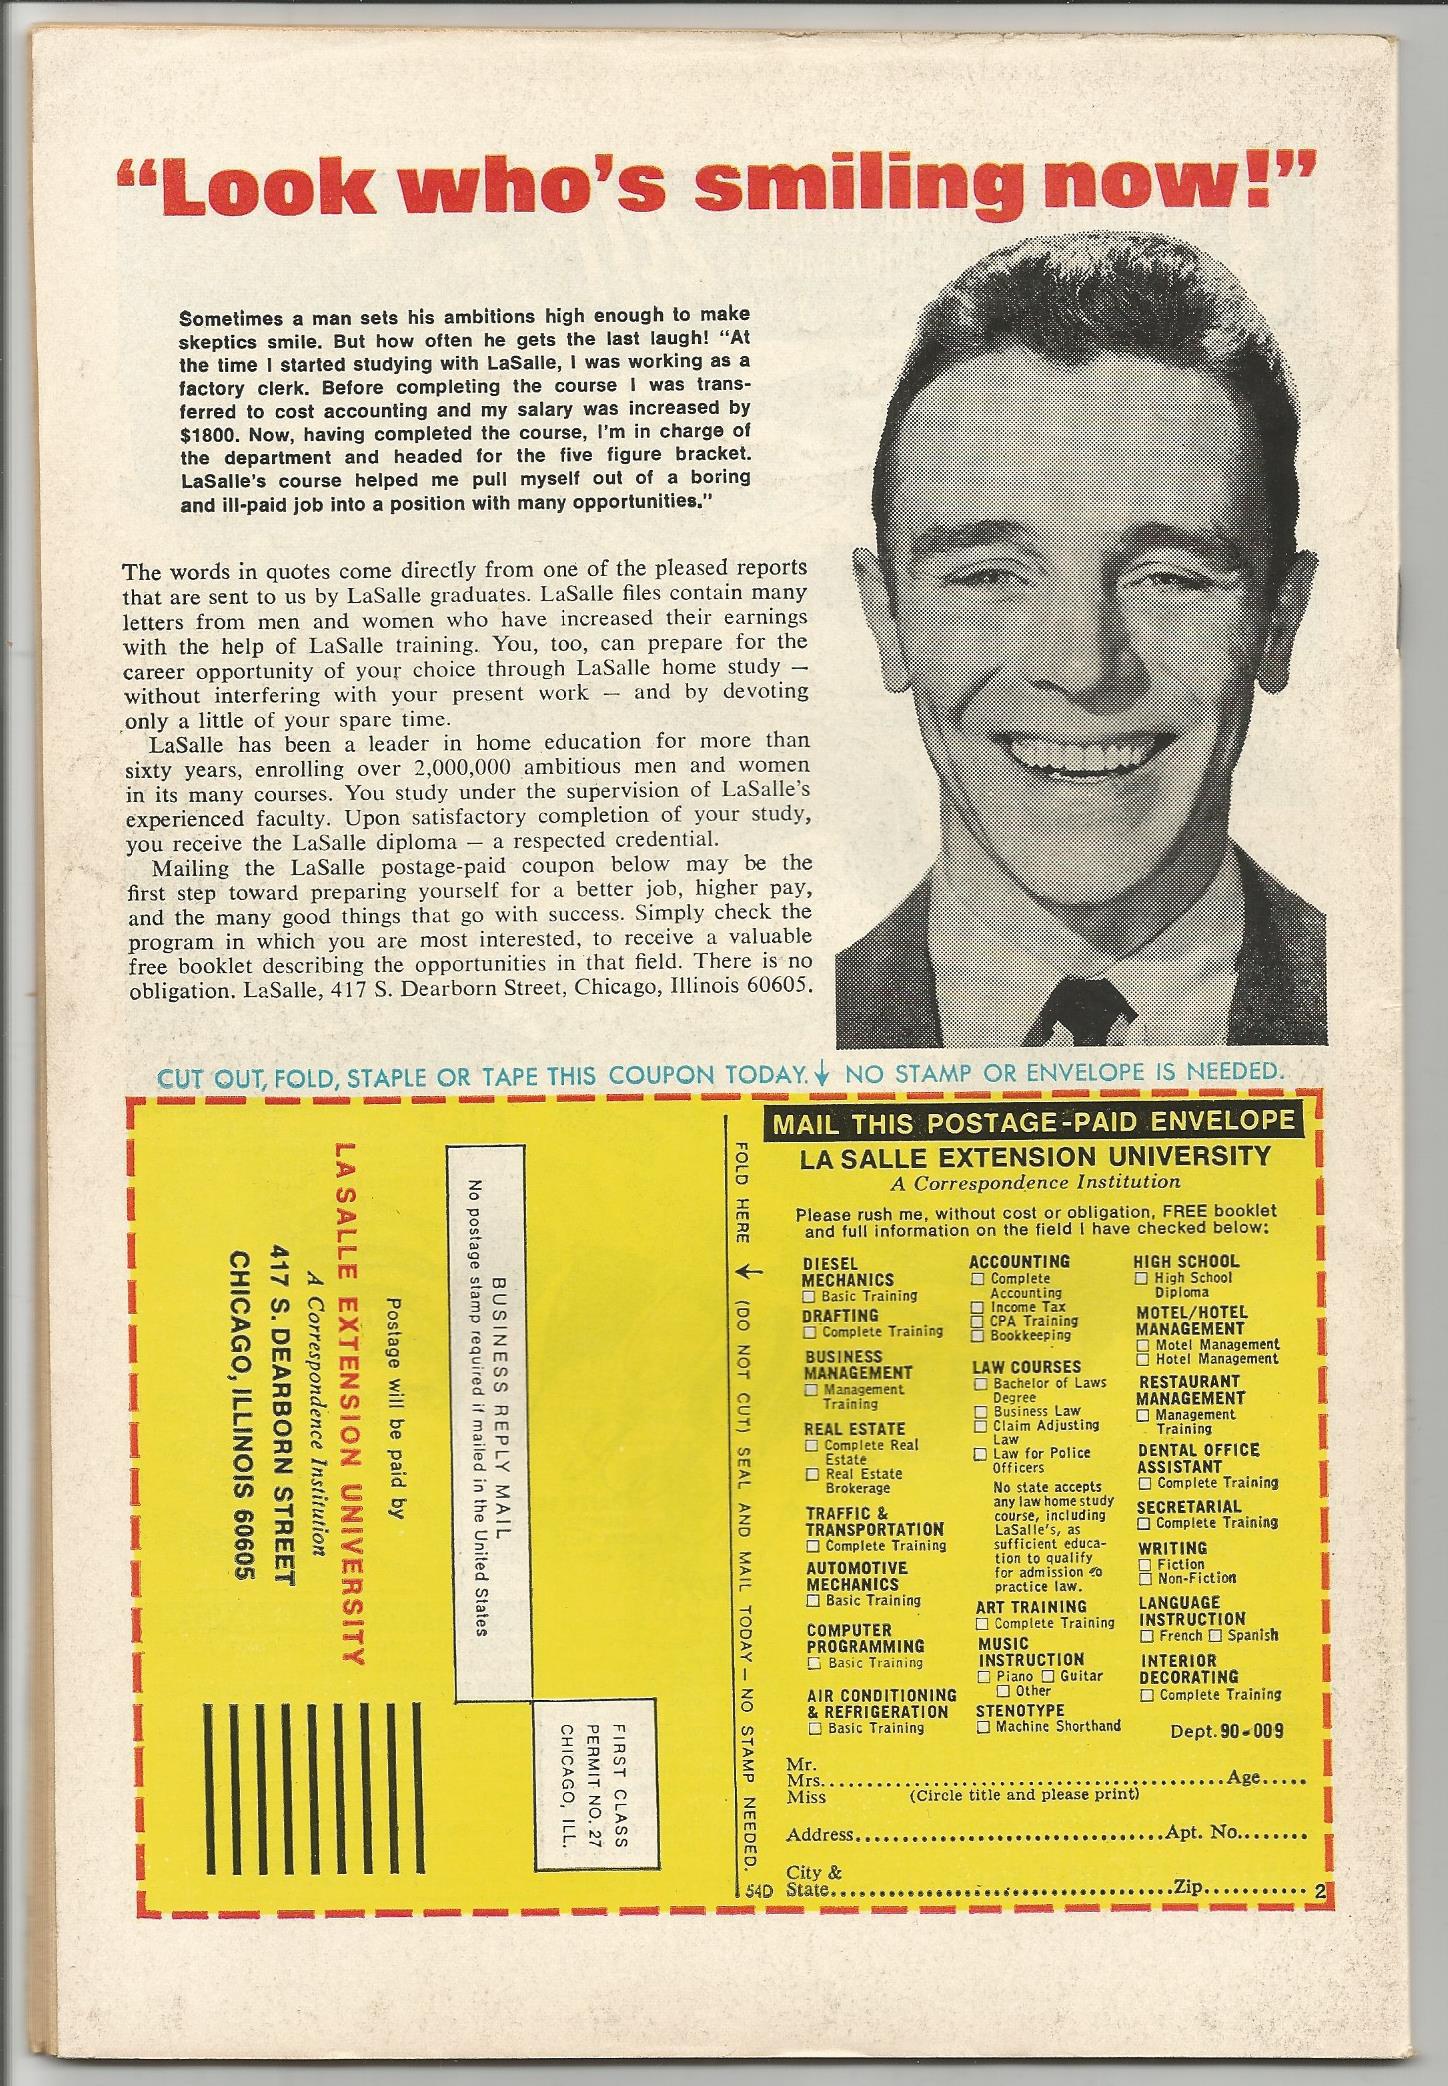 “Look who’s smiling now!”
Sometimes a man sets his ambitions high enough to make
skeptics smile. But how often he gets the last laugh! “At
the time I started studying with LaSalle, I was working as a
factory clerk. Before completing the course I was trans-
ferred to cost accounting and my salary was increased by
$1800. Now, having completed the course, I’m in charge of
the department and headed for the five figure bracket.
LaSalle’s course helped me pull myself out of a boring
and ill-paid job into a position with many opportunities.”
The words in quotes come directly from one of the pleased reports
that are sent to us by LaSalle graduates. LaSalle files contain many
letters from men and women who have increased their earnings
with the help of LaSalle training. You, too, can prepare for the
career opportunity of your choice through LaSalle home study —
without interfering with your present work — and by devoting
only a little of your spare time.
LaSalle has been a leader in home education for more than
sixty years, enrolling over 2,000,000 ambitious men and women
in its many courses. You study under the supervision of LaSalle’s
experienced faculty. Upon satisfactory completion of your study,
you receive the LaSalle diploma — a respected credential.
Mailing the LaSalle postage-paid coupon below may be the
first step toward preparing yourself for a better job, higher pay,
and the many good things that go with success. Simply check the
program in which you are most interested, to receive a valuable
free booklet describing the opportunities in that field. There is no
obligation. LaSalle, 417 S. Dearborn Street, Chicago, Illinois 60605.
CUT OUT, FOLD, STAPLE OR TAPE THIS COUPON TODAY.↓ NO STAMP OR ENVELOPE IS NEEDED.
FIRST CLASS
PERMIT NO. 27
CHICAGO, ILL.
BUSINESS REPLY MAIL
No postage stamp required if mailed in the United States
Postage will be paid by
LA SALLE EXTENSION UNIVERSITY
A Correspondence Institution
417 S. DEARBORN STREET
CHICAGO, ILLINOIS 60605
FOLD HERE ↓ (DO NOT CUT) SEAL AND MAIL TODAY — NO STAMP NEEDED.
54D
MAIL THIS POSTAGE-PAID ENVELOPE
LA SALLE EXTENSION UNIVERSITY
A Correspondence Institution
Please rush me, without cost or obligation, FREE booklet
and full information on the field I have checked below:
DIESEL
MECHANICS
☐ Basic Training
DRAFTING
☐ Complete Training
BUSINESS
MANAGEMENT
☐ Management
Training
REAL ESTATE
☐ Complete Real
Estate
☐ Real Estate
Brokerage
TRAFFIC &
TRANSPORTATION
☐ Complete Training
AUTOMOTIVE
MECHANICS
☐ Basic Training
COMPUTER
PROGRAMMING
☐ Basic Training
AIR CONDITIONING
& REFRIGERATION
☐ Basic Training
ACCOUNTING
☐ Complete
Accounting
☐ Income Tax
☐ CPA Training
☐ Bookkeeping
LAW COURSES
☐ Bachelor of Laws
Degree
☐ Business Law
☐ Claim Adjusting
Law
☐ Law for Police
Officers
No state accepts
any law home study
course, including
LaSalle’s, as
sufficient educa-
tion to qualify
for admission to
practice law.
ART TRAINING
☐ Complete Training
MUSIC
INSTRUCTION
☐ Piano ☐ Guitar
☐ Other
STENOTYPE
☐ Machine Shorthand
HIGH SCHOOL
☐ High School
Diploma
MOTEL/HOTEL
MANAGEMENT
☐ Motel Management
☐ Hotel Management
RESTAURANT
MANAGEMENT
☐ Management
Training
DENTAL OFFICE
ASSISTANT
☐ Complete Training
SECRETARIAL
☐ Complete Training
WRITING
☐ Fiction
☐ Non-Fiction
LANGUAGE
INSTRUCTION
☐ French ☐ Spanish
INTERIOR
DECORATING
☐ Complete Training
Dept. 90-009
Mr.
Mrs. Age
Miss (Circle title and please print)
Address Apt. No.
City &
State Zip 2